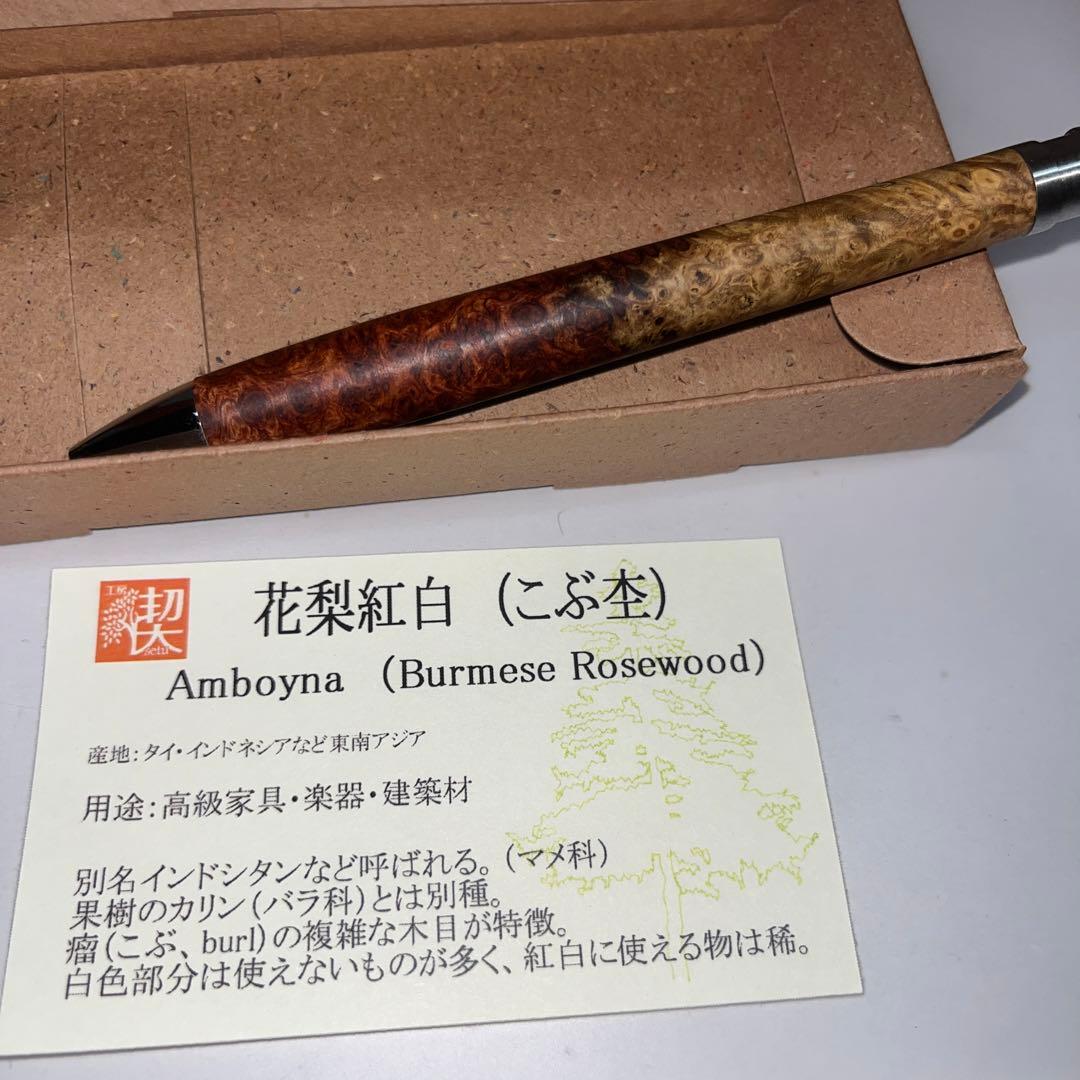 工房
契
setu
花梨紅白 (こぶ杢)
Amboyna (Burmese Rosewood)
産地:タイ・インドネシアなど東南アジア
用途:高級家具・楽器・建築材
別名インドシタンなど呼ばれる。(マメ科)
果樹のカリン(バラ科)とは別種。
瘤(こぶ、burl)の複雑な木目が特徴。
白色部分は使えないものが多く、紅白に使える物は稀。